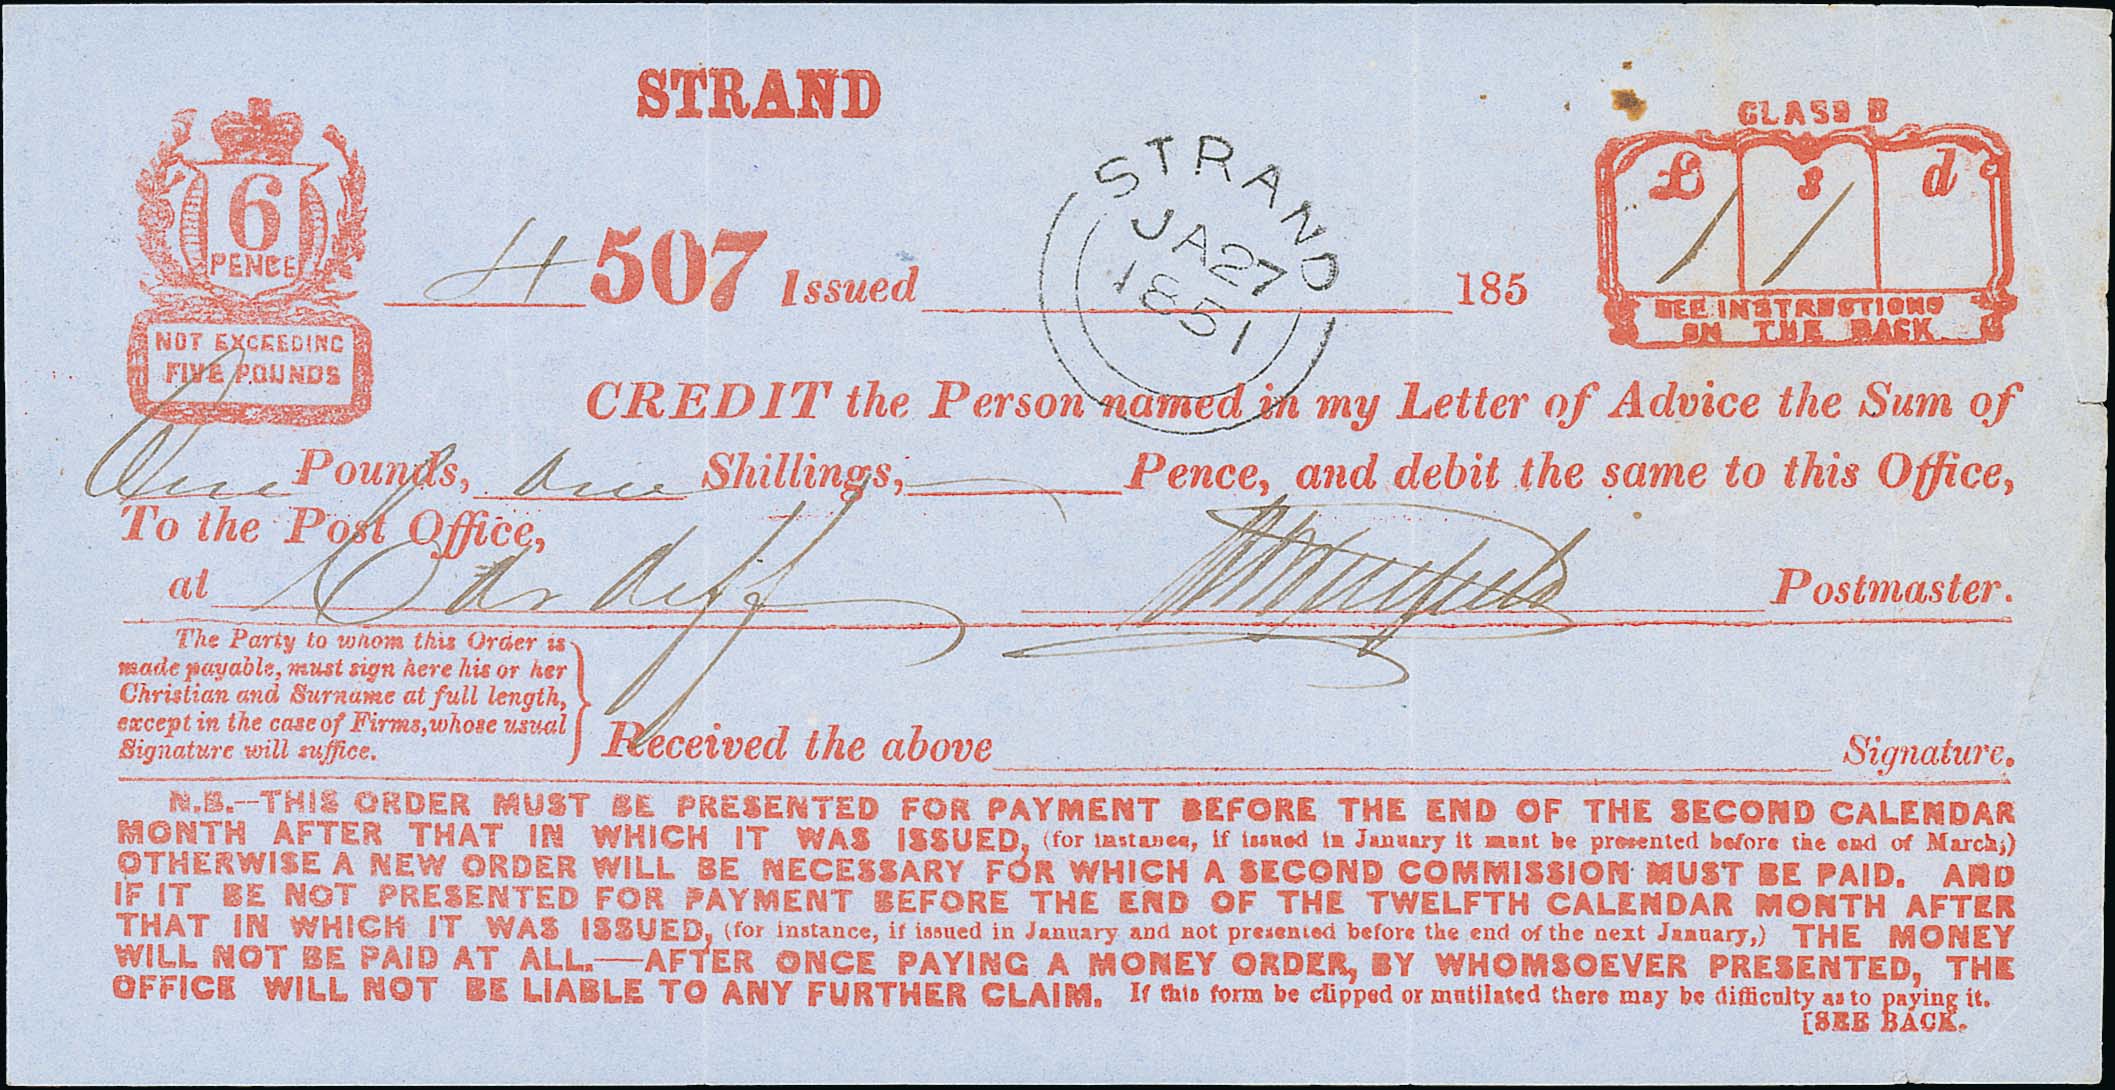 STRAND
CLASS B
6
PENCE
NOT EXCEEDING
FIVE POUNDS
£ s d
1 1
SEE INSTRUCTIONS
ON THE BACK
507 Issued 185
STRAND
JA 27
1851
CREDIT the Person named in my Letter of Advice the Sum of
One Pounds, one Shillings, — Pence, and debit the same to this Office,
To the Post Office,
at Cardiff Postmaster.
The Party to whom this Order is
made payable, must sign here his or her
Christian and Surname at full length,
except in the case of Firms, whose usual
Signature will suffice.
Received the above Signature.
N.B.—THIS ORDER MUST BE PRESENTED FOR PAYMENT BEFORE THE END OF THE SECOND CALENDAR
MONTH AFTER THAT IN WHICH IT WAS ISSUED, (for instance, if issued in January it must be presented before the end of March;)
OTHERWISE A NEW ORDER WILL BE NECESSARY FOR WHICH A SECOND COMMISSION MUST BE PAID. AND
IF IT BE NOT PRESENTED FOR PAYMENT BEFORE THE END OF THE TWELFTH CALENDAR MONTH AFTER
THAT IN WHICH IT WAS ISSUED, (for instance, if issued in January and not presented before the end of the next January,) THE MONEY
WILL NOT BE PAID AT ALL.—AFTER ONCE PAYING A MONEY ORDER, BY WHOMSOEVER PRESENTED, THE
OFFICE WILL NOT BE LIABLE TO ANY FURTHER CLAIM. If this form be clipped or mutilated there may be difficulty as to paying it.
[SEE BACK.